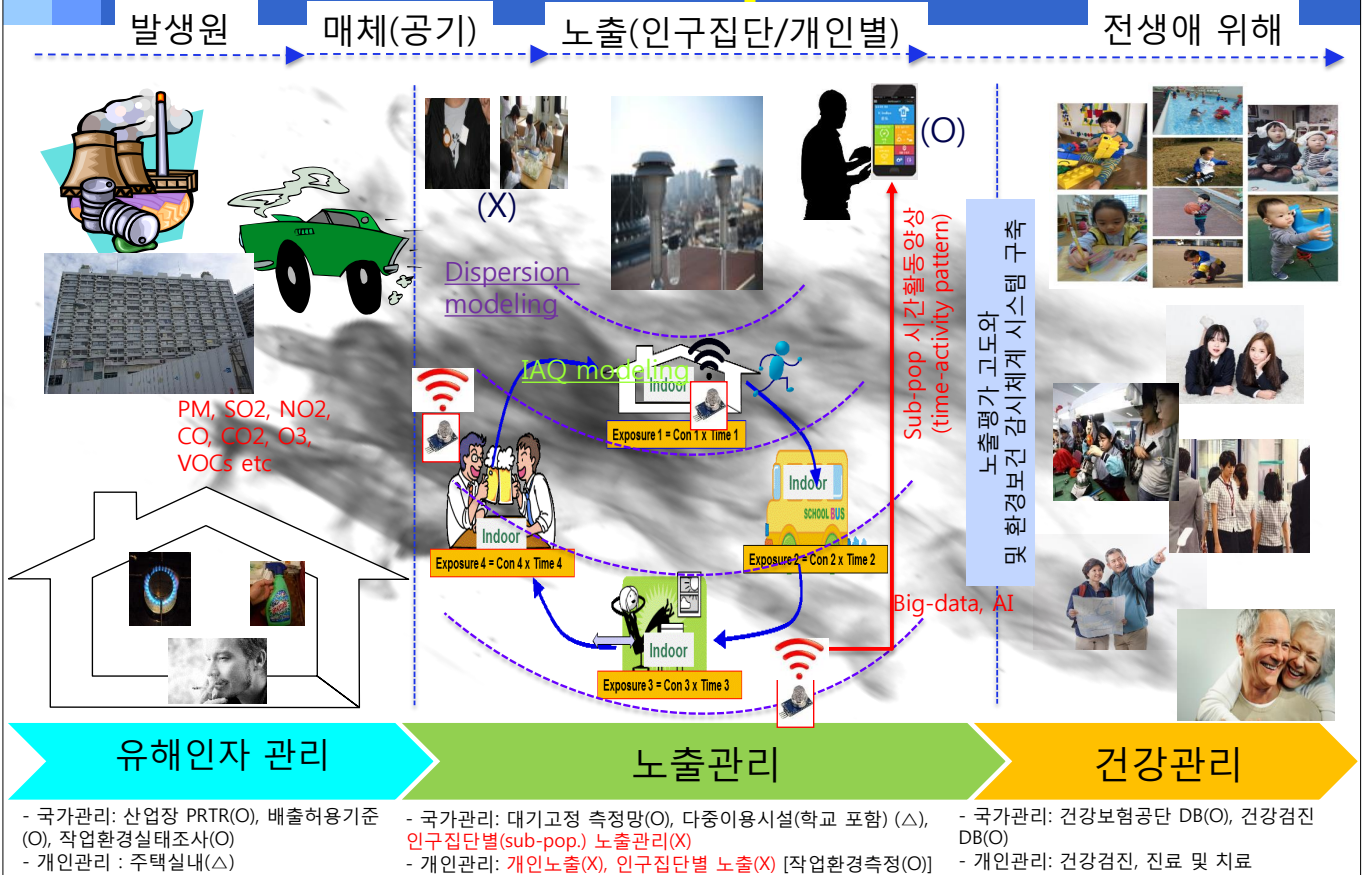 발생원
매체(공기)
노출(인구집단/개인별)
전생애 위해
(X)
(O)
Dispersion
modeling
IAQ modeling
Indoor
Exposure 1 = Con 1 x Time 1
PM, SO2, NO2,
CO, CO2, O3,
VOCs etc
Indoor
SCHOOL BUS
Exposure 2 = Con 2 x Time 2
Indoor
Exposure 4 = Con 4 x Time 4
Indoor
Exposure 3 = Con 3 x Time 3
Sub-pop 시간활동양상
(time-activity pattern)
Big-data, AI
노출평가 고도와
및 환경보건 감시체계 시스템 구축
유해인자 관리
노출관리
건강관리
- 국가관리: 산업장 PRTR(O), 배출허용기준
(O), 작업환경실태조사(O)
- 개인관리 : 주택실내(△)
- 국가관리: 대기고정 측정망(O), 다중이용시설(학교 포함) (△),
인구집단별(sub-pop.) 노출관리(X)
- 개인관리: 개인노출(X), 인구집단별 노출(X) [작업환경측정(O)]
- 국가관리: 건강보험공단 DB(O), 건강검진
DB(O)
- 개인관리: 건강검진, 진료 및 치료